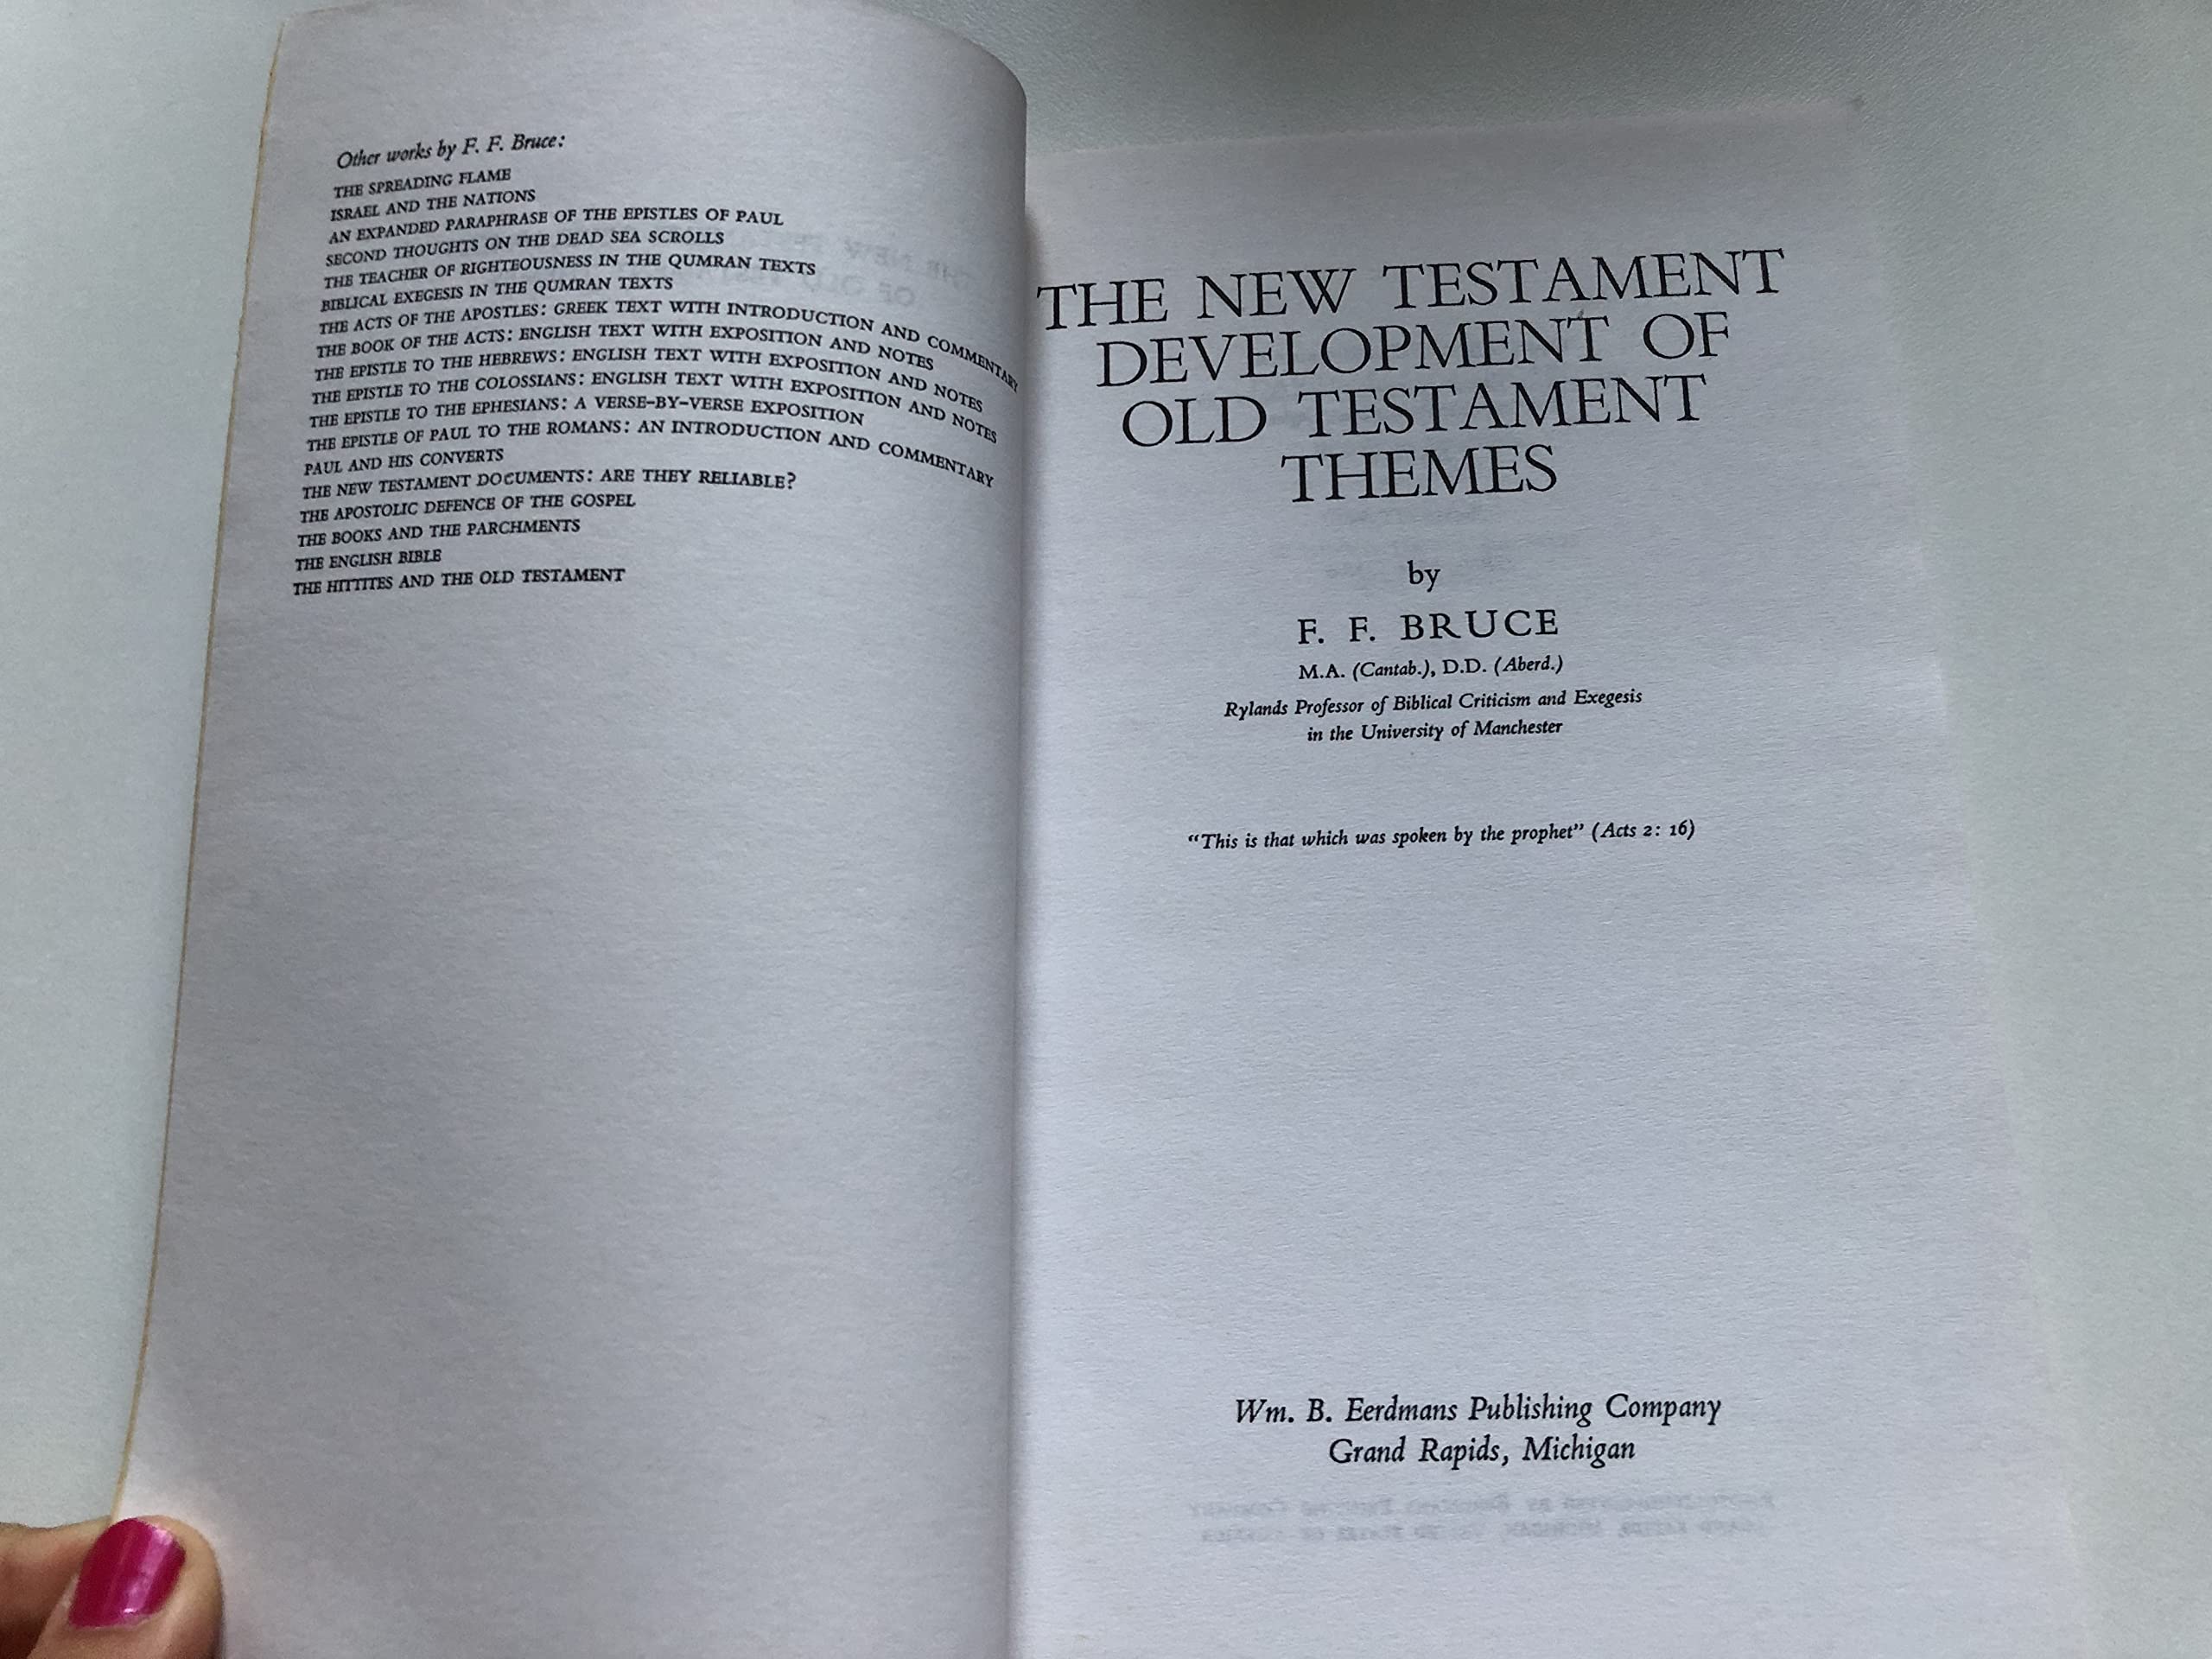 Other works by F. F. Bruce:
THE SPREADING FLAME
ISRAEL AND THE NATIONS
AN EXPANDED PARAPHRASE OF THE EPISTLES OF PAUL
SECOND THOUGHTS ON THE DEAD SEA SCROLLS
THE TEACHER OF RIGHTEOUSNESS IN THE QUMRAN TEXTS
BIBLICAL EXEGESIS IN THE QUMRAN TEXTS
THE ACTS OF THE APOSTLES: GREEK TEXT WITH INTRODUCTION AND COMMENTARY
THE BOOK OF THE ACTS: ENGLISH TEXT WITH EXPOSITION AND NOTES
THE EPISTLE TO THE HEBREWS: ENGLISH TEXT WITH EXPOSITION AND NOTES
THE EPISTLE TO THE COLOSSIANS: ENGLISH TEXT WITH EXPOSITION AND NOTES
THE EPISTLE TO THE EPHESIANS: A VERSE-BY-VERSE EXPOSITION
THE EPISTLE OF PAUL TO THE ROMANS: AN INTRODUCTION AND COMMENTARY
PAUL AND HIS CONVERTS
THE NEW TESTAMENT DOCUMENTS: ARE THEY RELIABLE?
THE APOSTOLIC DEFENCE OF THE GOSPEL
THE BOOKS AND THE PARCHMENTS
THE ENGLISH BIBLE
THE HITTITES AND THE OLD TESTAMENT
THE NEW TESTAMENT
DEVELOPMENT OF
OLD TESTAMENT
THEMES
by
F. F. BRUCE
M.A. (Cantab.), D.D. (Aberd.)
Rylands Professor of Biblical Criticism and Exegesis
in the University of Manchester
“This is that which was spoken by the prophet” (Acts 2: 16)
Wm. B. Eerdmans Publishing Company
Grand Rapids, Michigan